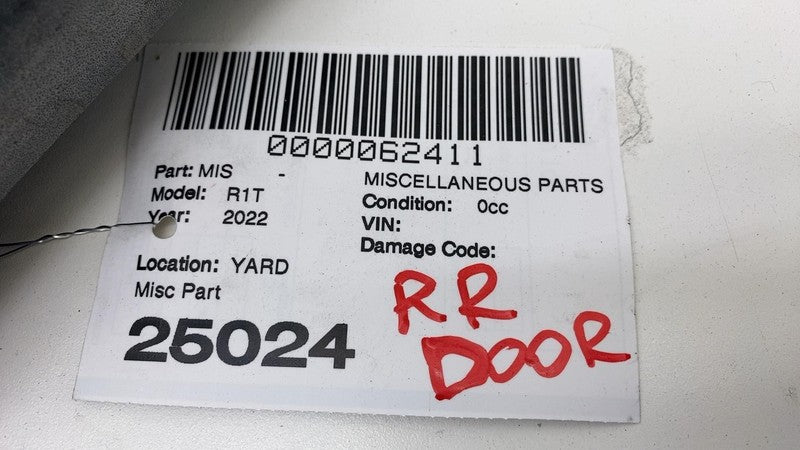 0000062411
Part: MIS -
MISCELLANEOUS PARTS
Model: R1T
Condition: 0cc
Year: 2022
VIN:
Damage Code:
Location: YARD
Misc Part
25024
RR
DOOR